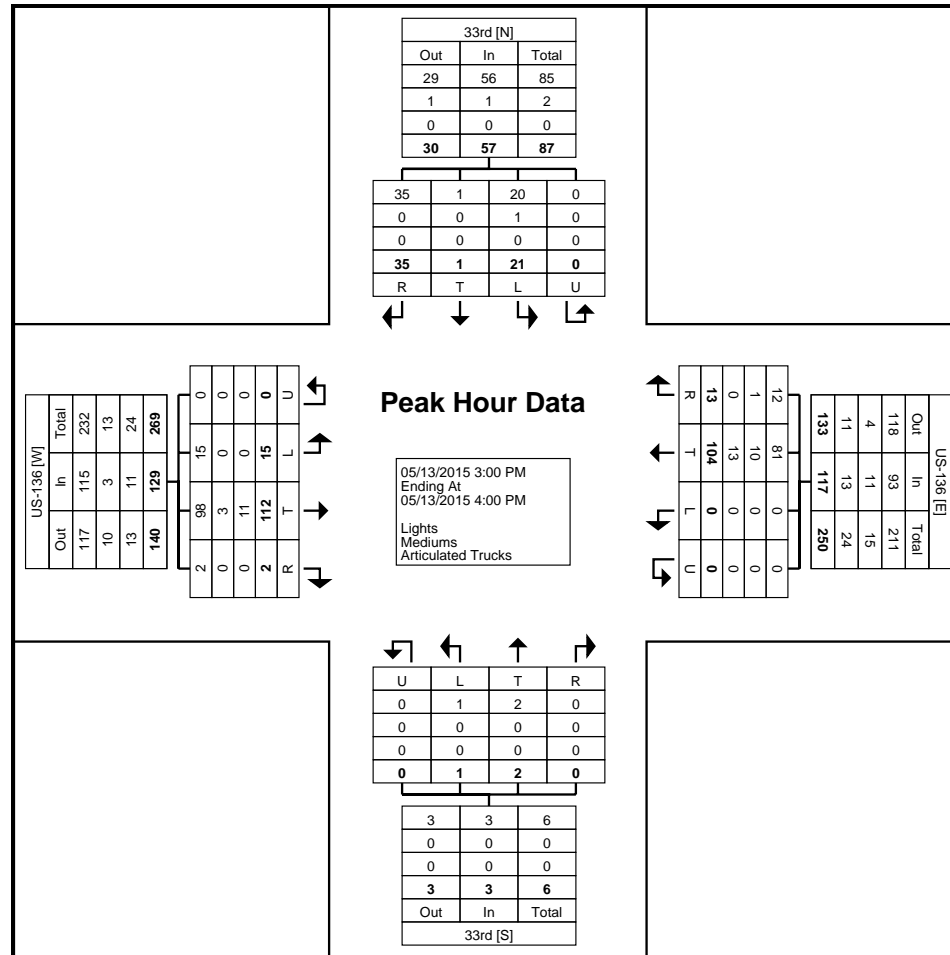 33rd [N]
Out In Total
29 56 85
1 1 2
0 0 0
30 57 87
35 1 20 0
0 0 1 0
0 0 0 0
35 1 21 0
R T L U
US-136 [W]
Out In Total
117 115 232
10 3 13
13 11 24
140 129 269
0 15 98 2
0 0 3 0
0 0 11 0
0 15 112 2
U L T R
Peak Hour Data
05/13/2015 3:00 PM
Ending At
05/13/2015 4:00 PM
Lights
Mediums
Articulated Trucks
US-136 [E]
Out In Total
118 93 211
4 11 15
11 13 24
133 117 250
12 81 0 0
1 10 0 0
0 13 0 0
13 104 0 0
R T L U
U L T R
0 1 2 0
0 0 0 0
0 0 0 0
0 1 2 0
3 3 6
0 0 0
0 0 0
3 3 6
Out In Total
33rd [S]